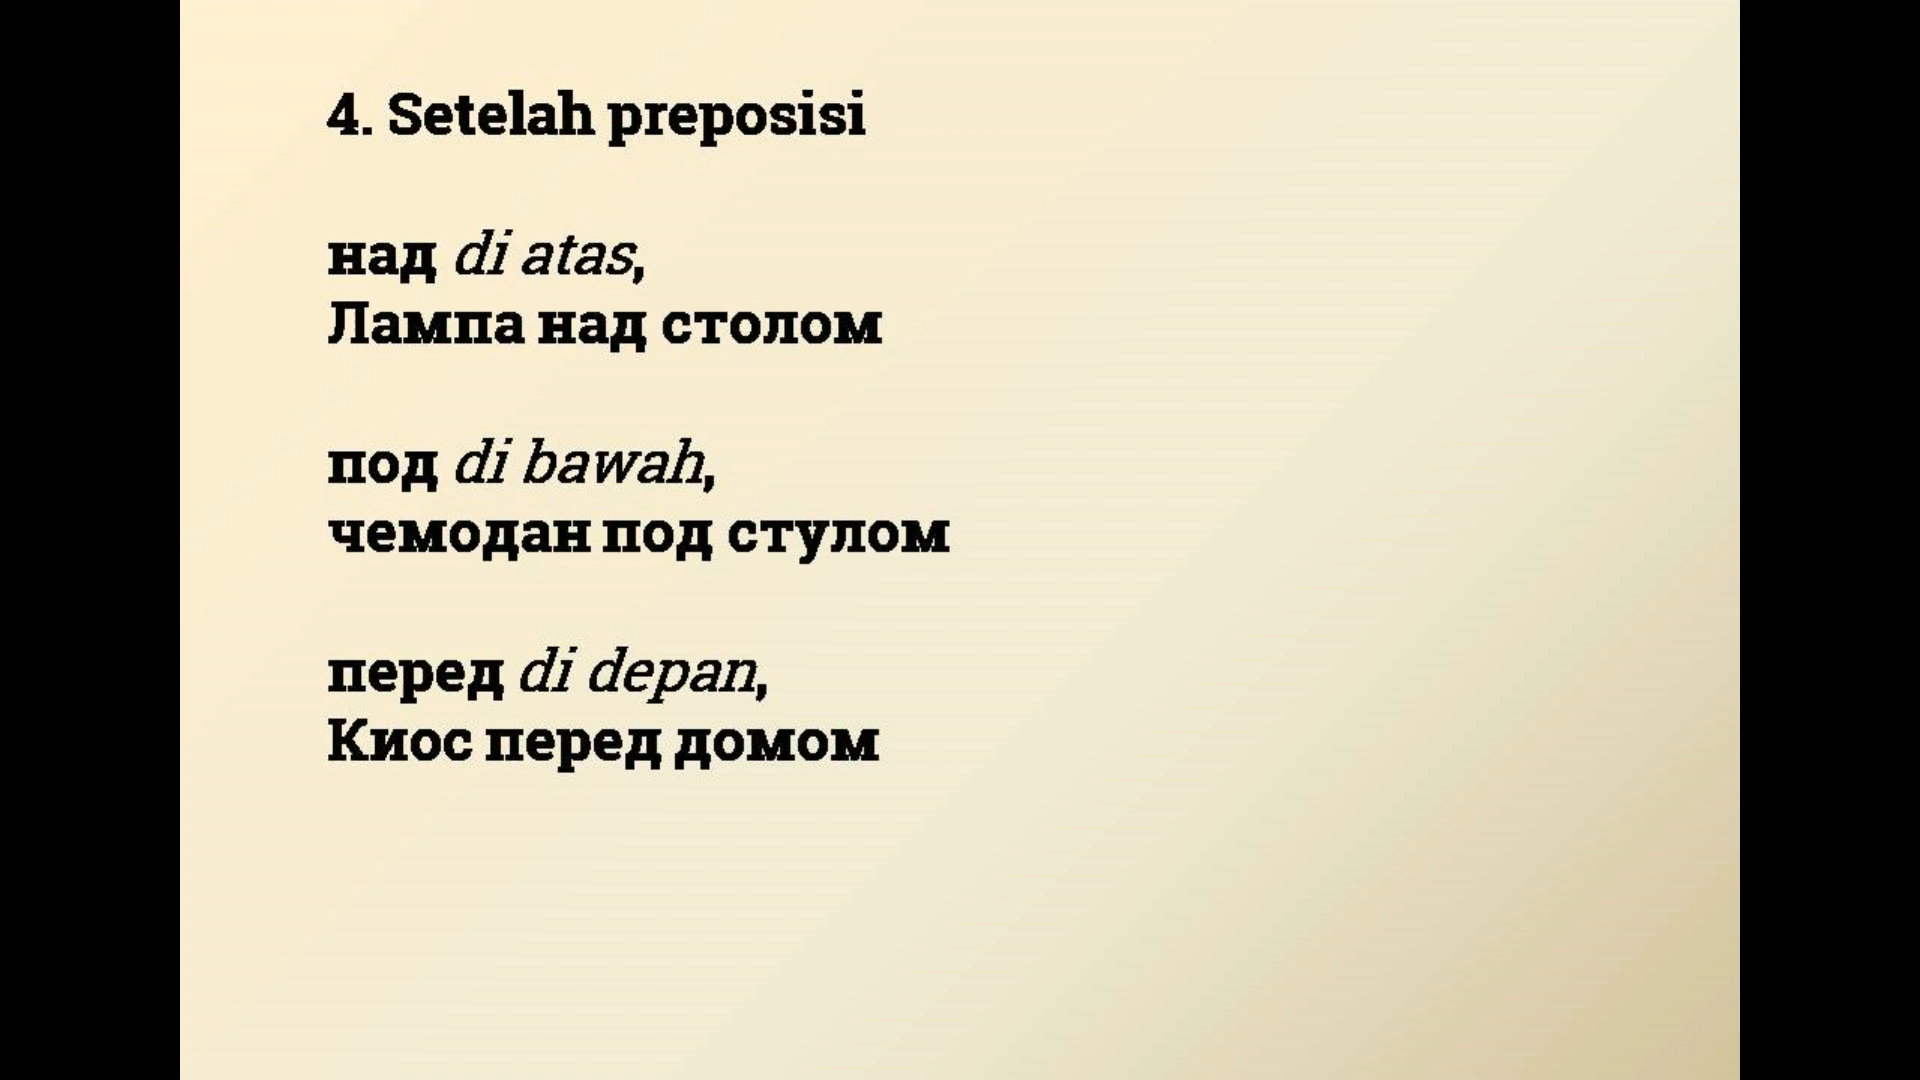 4. Setelah preposisi
над di atas,
Лампа над столом
под di bawah,
чемодан под стулом
перед di depan,
Киос перед домом